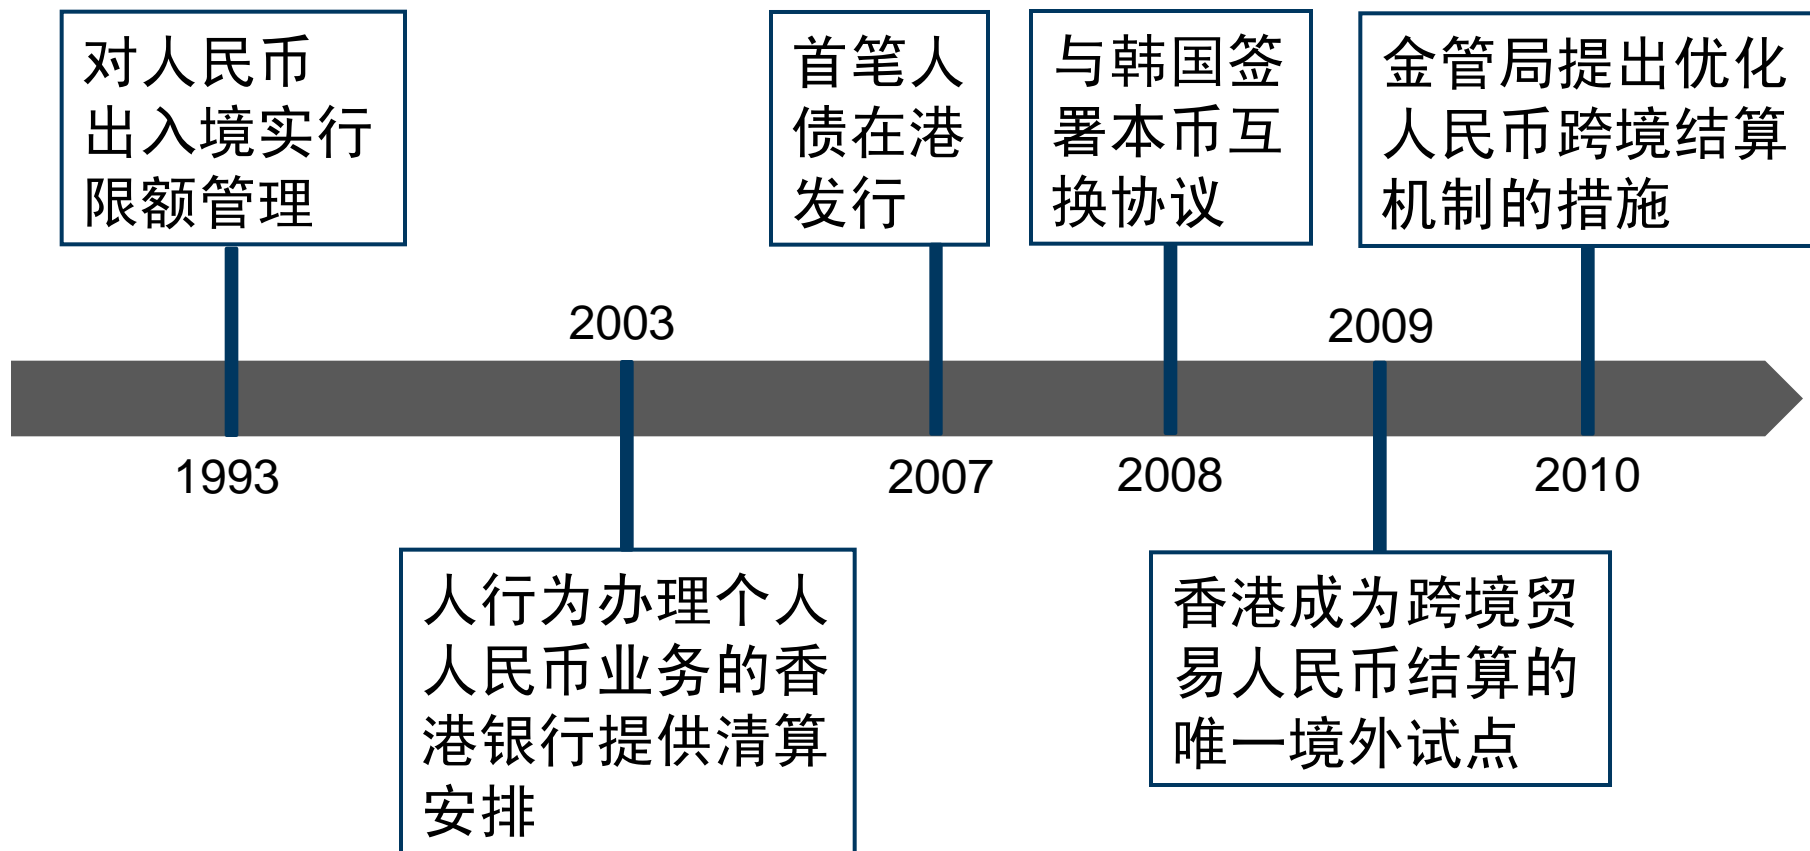 对人民币
出入境实行
限额管理
首笔人
债在港
发行
与韩国签
署本币互
换协议
金管局提出优化
人民币跨境结算
机制的措施
2003
2009
1993
2007
2008
2010
人行为办理个人
人民币业务的香
港银行提供清算
安排
香港成为跨境贸
易人民币结算的
唯一境外试点